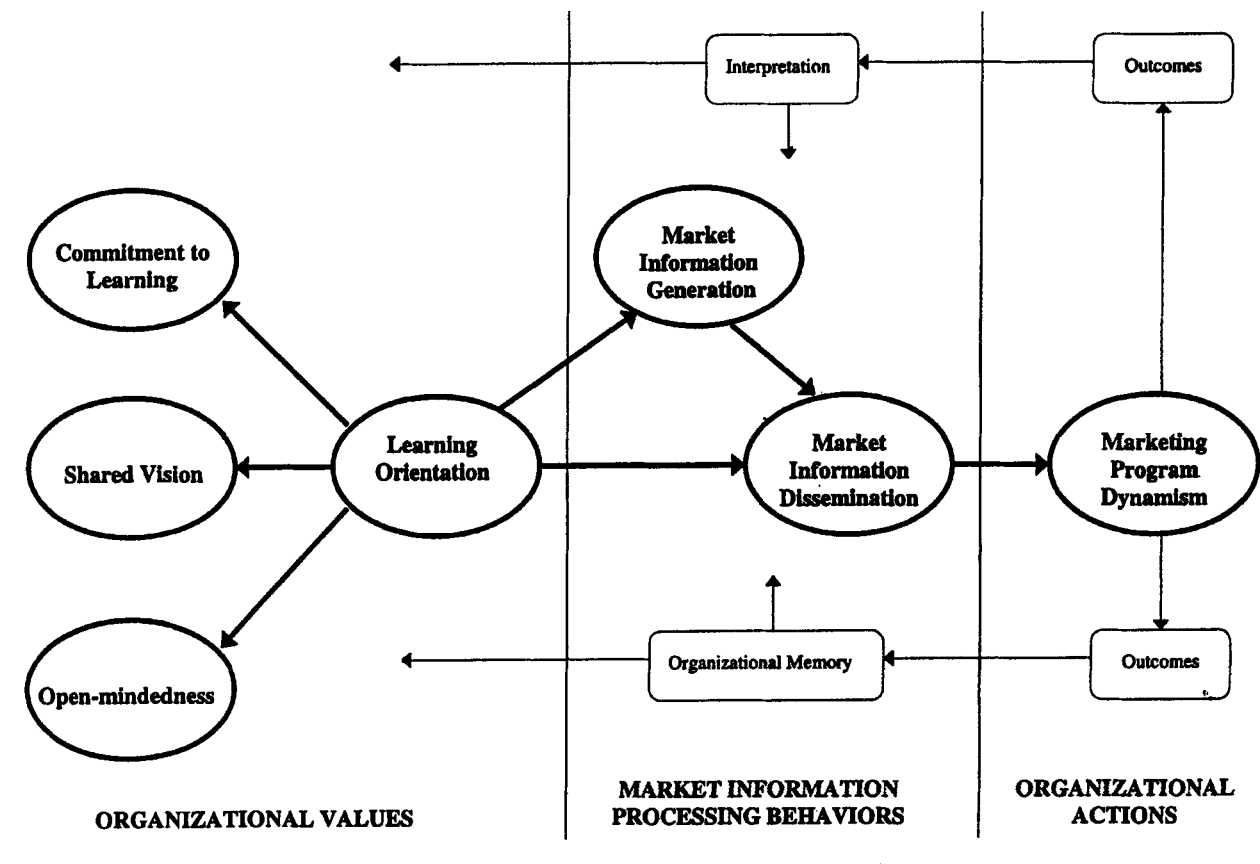 Interpretation
Outcomes
Commitment to
Learning
Market
Information
Generation
Shared Vision
Learning
Orientation
Market
Information
Dissemination
Marketing
Program
Dynamism
Open-mindedness
Organizational Memory
Outcomes
ORGANIZATIONAL VALUES
MARKET INFORMATION
PROCESSING BEHAVIORS
ORGANIZATIONAL
ACTIONS